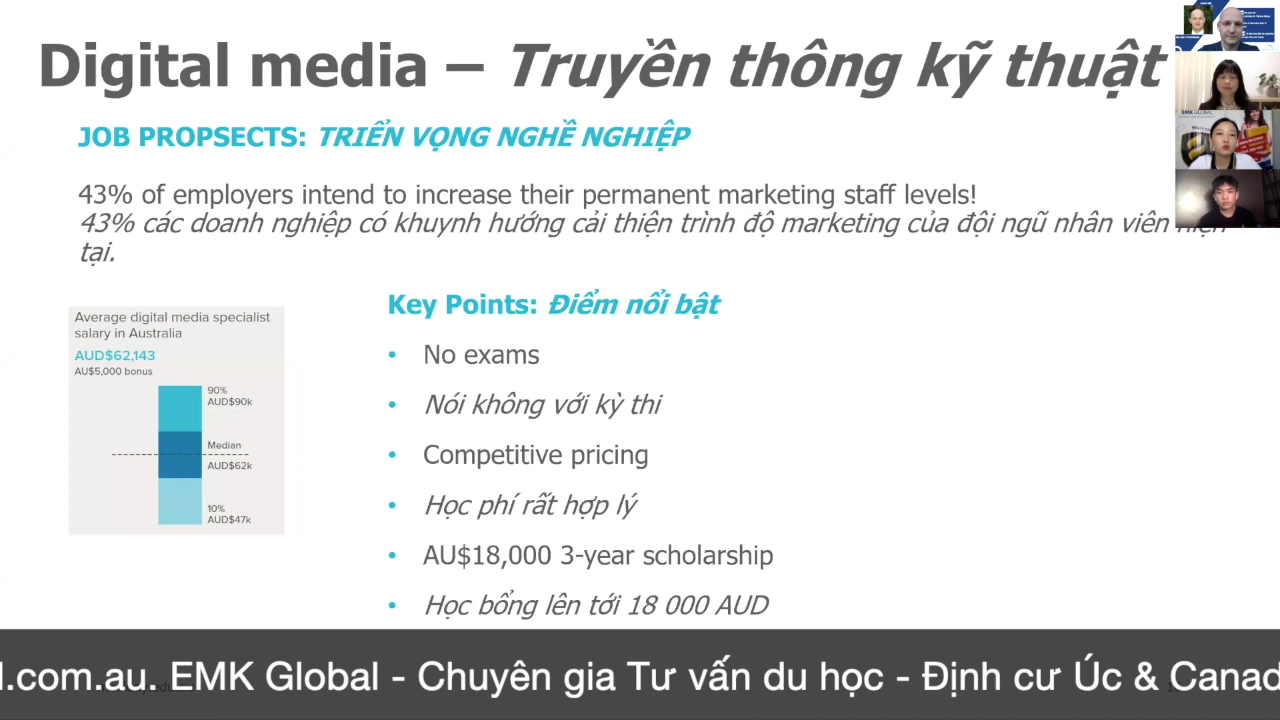 Digital media – Truyền thông kỹ thuật
JOB PROPSECTS: TRIỂN VỌNG NGHỀ NGHIỆP
43% of employers intend to increase their permanent marketing staff levels!
43% các doanh nghiệp có khuynh hướng cải thiện trình độ marketing của đội ngũ nhân viên hiện
tại.
Average digital media specialist
salary in Australia
AUD$62,143
AU$5,000 bonus
90%
AUD$90k
Median
AUD$62k
10%
AUD$47k
Key Points: Điểm nổi bật
• No exams
• Nói không với kỳ thi
• Competitive pricing
• Học phí rất hợp lý
• AU$18,000 3-year scholarship
• Học bổng lên tới 18 000 AUD
EMK GLOBAL
l.com.au. EMK Global - Chuyên gia Tư vấn du học - Định cư Úc & Canad